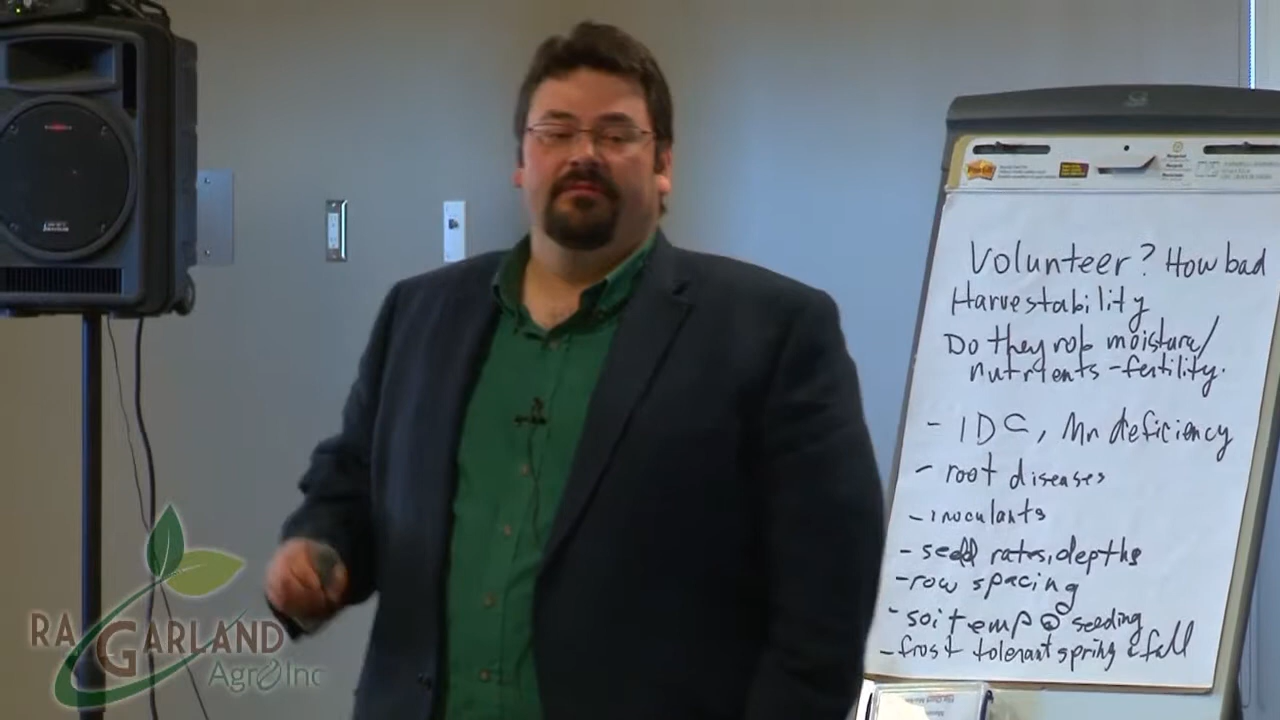 Volunteer? How bad
Harvestability
Do they rob moisture/
nutrients - fertility.
- IDC, Mn deficiency
- root diseases
- inoculants
- seed rates, depths
- row spacing
- soi temp @ seeding
- frost tolerant spring & fall
RA GARLAND
Agro Inc